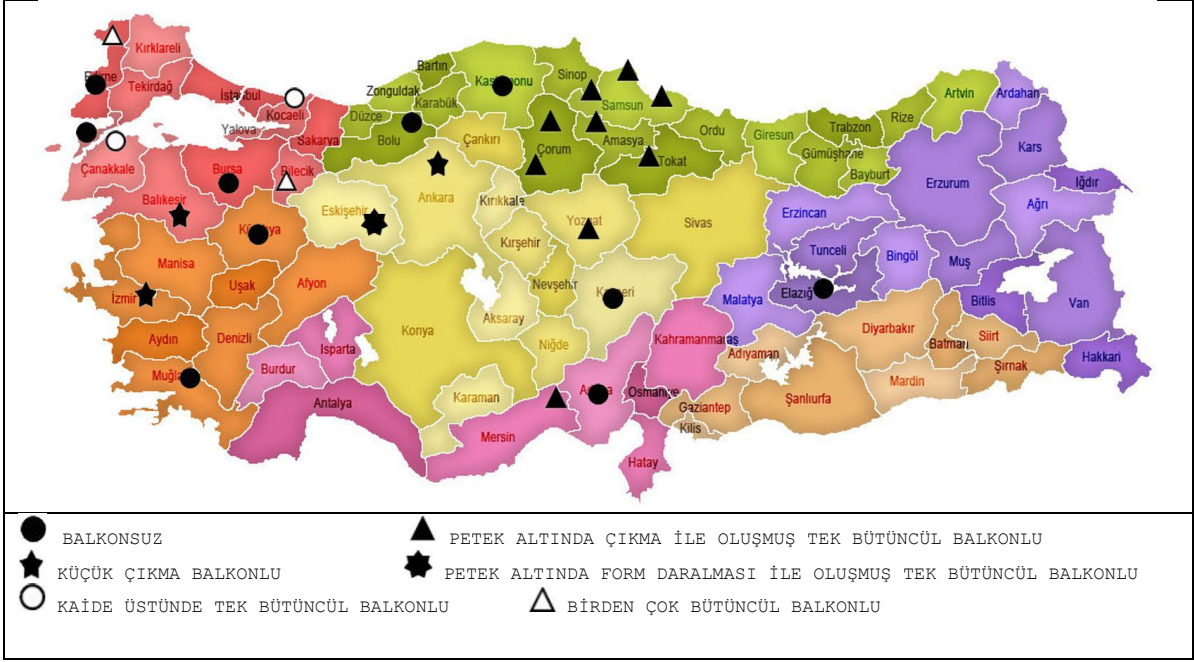 Kırklareli
Edirne
Tekirdağ
İstanbul
Kocaeli
Yalova
Sakarya
Çanakkale
Bursa
Bilecik
Balıkesir
Bartın
Zonguldak
Karabük
Kastamonu
Düzce
Bolu
Sinop
Samsun
Çankırı
Çorum
Amasya
Tokat
Ordu
Giresun
Trabzon
Rize
Artvin
Gümüşhane
Bayburt
Ardahan
Kars
Iğdır
Ağrı
Erzurum
Erzincan
Tunceli
Bingöl
Muş
Elazığ
Malatya
Bitlis
Van
Hakkari
Eskişehir
Ankara
Kırıkkale
Kırşehir
Yozgat
Sivas
Nevşehir
Kayseri
Aksaray
Niğde
Konya
Karaman
Kütahya
Manisa
Uşak
Afyon
İzmir
Aydın
Denizli
Muğla
Isparta
Burdur
Antalya
Mersin
Adana
Osmaniye
Kahramanmaraş
Hatay
Adıyaman
Gaziantep
Kilis
Şanlıurfa
Diyarbakır
Batman
Siirt
Mardin
Şırnak
BALKONSUZ
PETEK ALTINDA ÇIKMA İLE OLUŞMUŞ TEK BÜTÜNCÜL BALKONLU
KÜÇÜK ÇIKMA BALKONLU
PETEK ALTINDA FORM DARALMASI İLE OLUŞMUŞ TEK BÜTÜNCÜL BALKONLU
KAİDE ÜSTÜNDE TEK BÜTÜNCÜL BALKONLU
BİRDEN ÇOK BÜTÜNCÜL BALKONLU